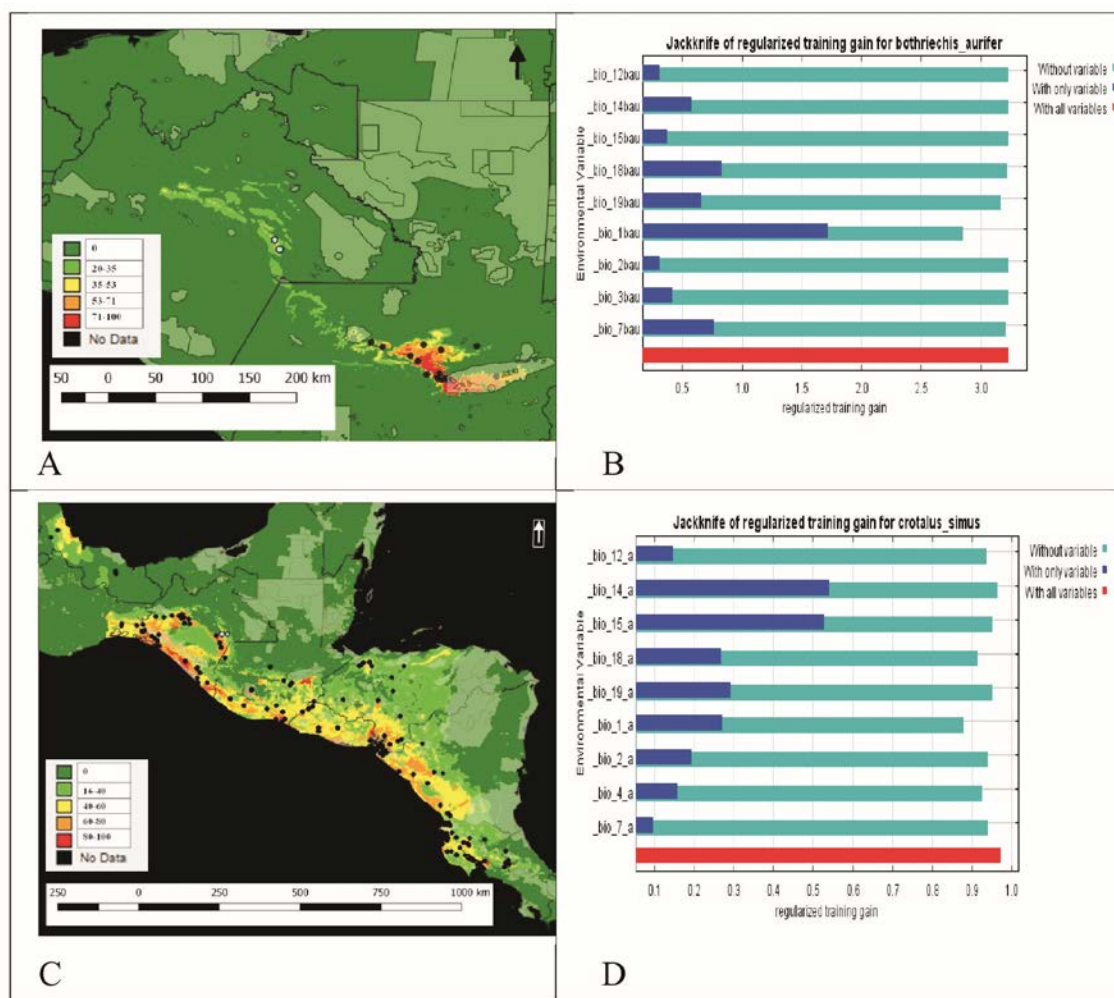 0
20-35
35-53
53-71
71-100
No Data
50 0 50 100 150 200 km
A
Jackknife of regularized training gain for bothriechis_aurifer
Environmental Variable
_bio_12bau
_bio_14bau
_bio_15bau
_bio_18bau
_bio_19bau
_bio_1bau
_bio_2bau
_bio_3bau
_bio_7bau
Without variable
With only variable
With all variables
0.5 1.0 1.5 2.0 2.5 3.0
regularized training gain
B
0
16-40
40-60
60-80
80-100
No Data
250 0 250 500 750 1000 km
C
Jackknife of regularized training gain for crotalus_simus
Environmental Variable
_bio_12_a
_bio_14_a
_bio_15_a
_bio_18_a
_bio_19_a
_bio_1_a
_bio_2_a
_bio_4_a
_bio_7_a
Without variable
With only variable
With all variables
0.1 0.2 0.3 0.4 0.5 0.6 0.7 0.8 0.9 1.0
regularized training gain
D